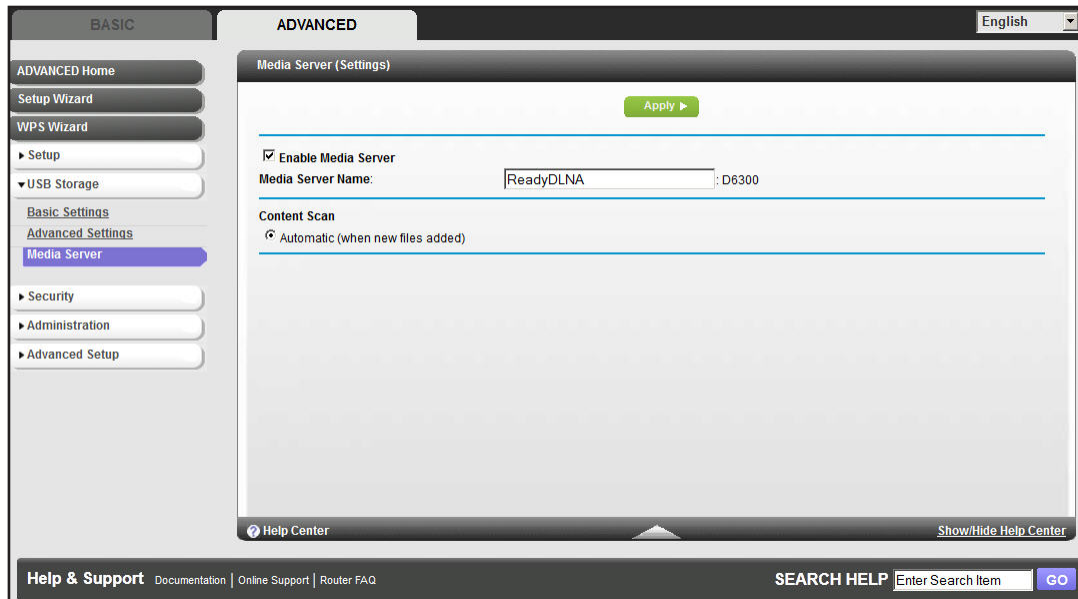 BASIC
ADVANCED
English
ADVANCED Home
Setup Wizard
WPS Wizard
Setup
USB Storage
Basic Settings
Advanced Settings
Media Server
Security
Administration
Advanced Setup
Media Server (Settings)
Apply
Enable Media Server
Media Server Name: ReadyDLNA : D6300
Content Scan
Automatic (when new files added)
Help Center
Show/Hide Help Center
Help & Support Documentation | Online Support | Router FAQ
SEARCH HELP Enter Search Item GO